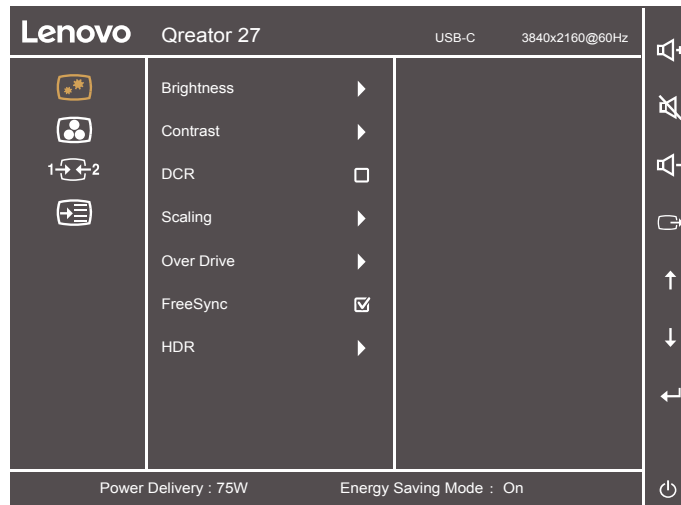 Lenovo Qreator 27 USB-C 3840x2160@60Hz
Brightness
Contrast
1 2
DCR
Scaling
Over Drive
FreeSync
HDR
Power Delivery : 75W Energy Saving Mode : On